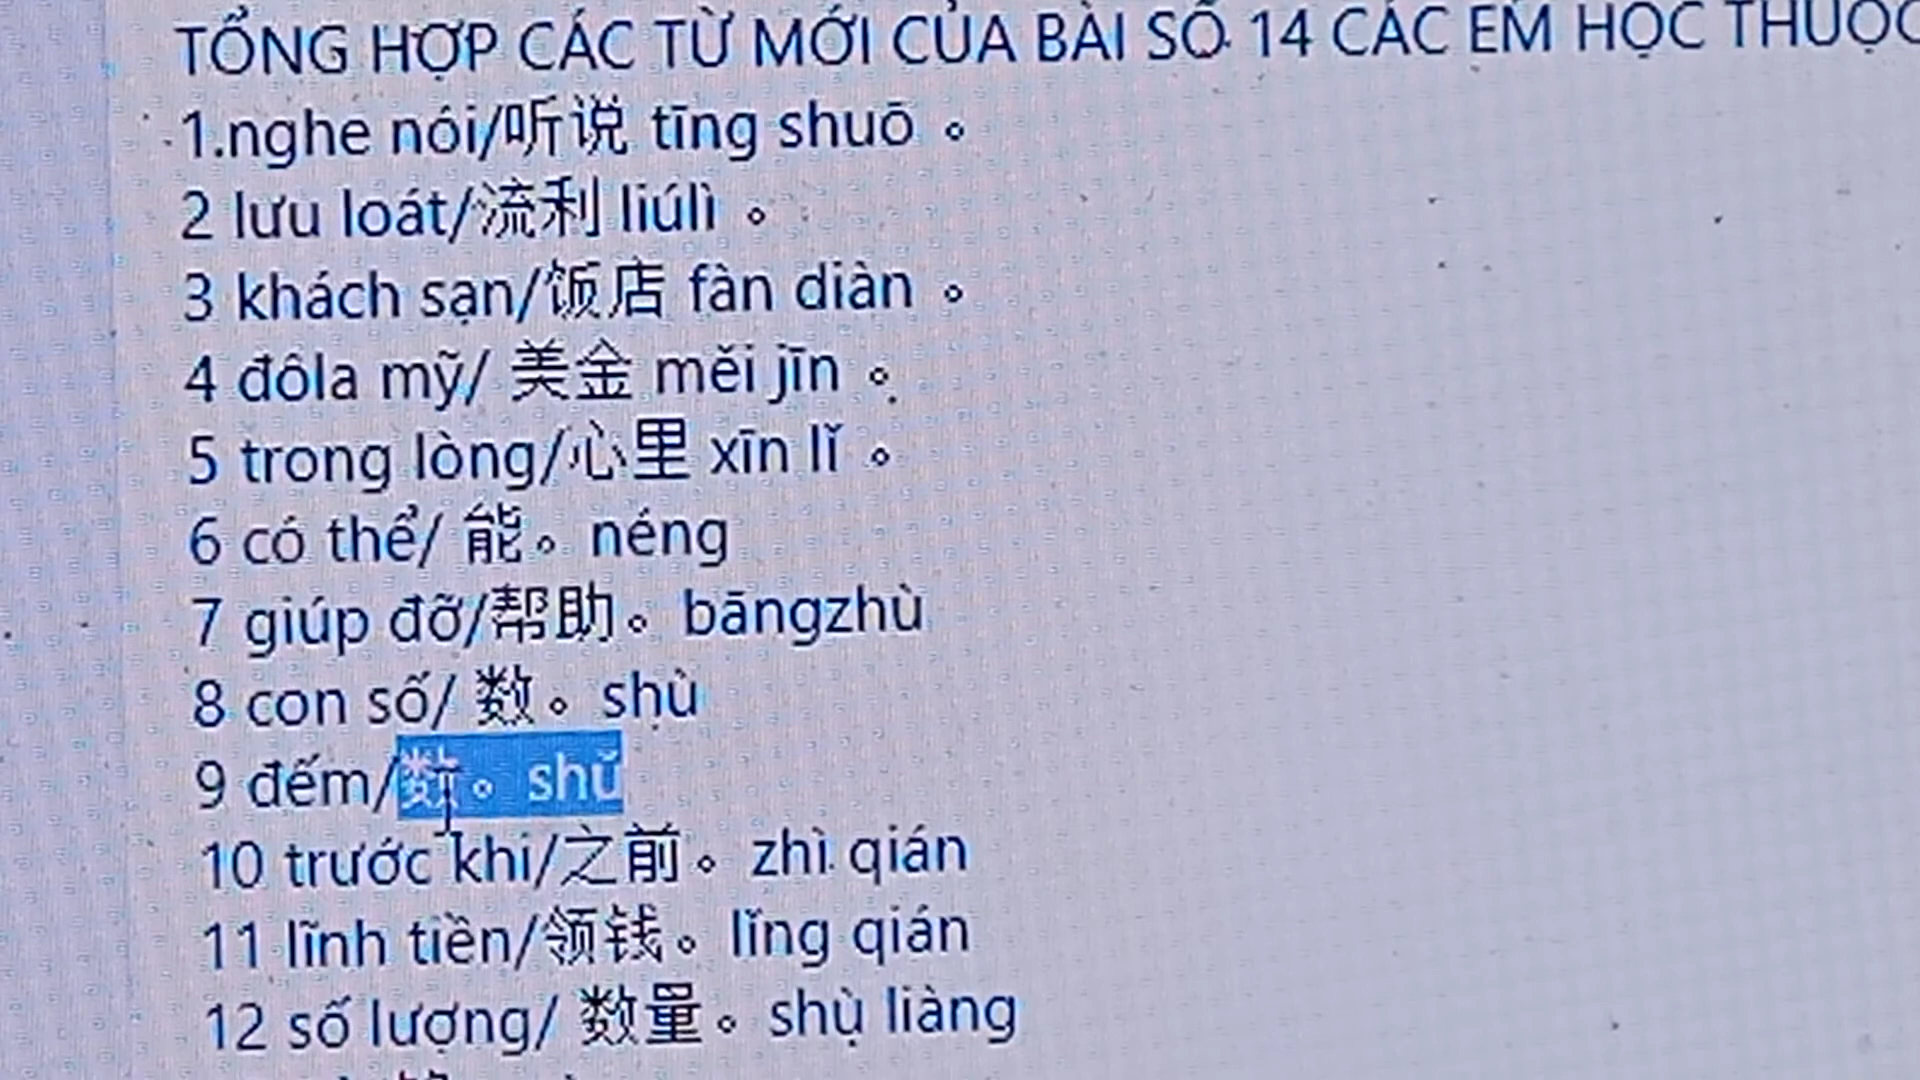 TỔNG HỢP CÁC TỪ MỚI CỦA BÀI SỐ 14 CÁC EM HỌC THUỘC
1.nghe nói/听说 tīng shuō 。
2 lưu loát/流利 liúlì 。
3 khách sạn/饭店 fàn diàn 。
4 đôla mỹ/ 美金 měi jīn 。
5 trong lòng/心里 xīn lǐ 。
6 có thể/ 能。néng
7 giúp đỡ/帮助。bāngzhù
8 con số/ 数。shù
9 đếm/数。shǔ
10 trước khi/之前。zhì qián
11 lĩnh tiền/领钱。lǐng qián
12 số lượng/ 数量。shù liàng